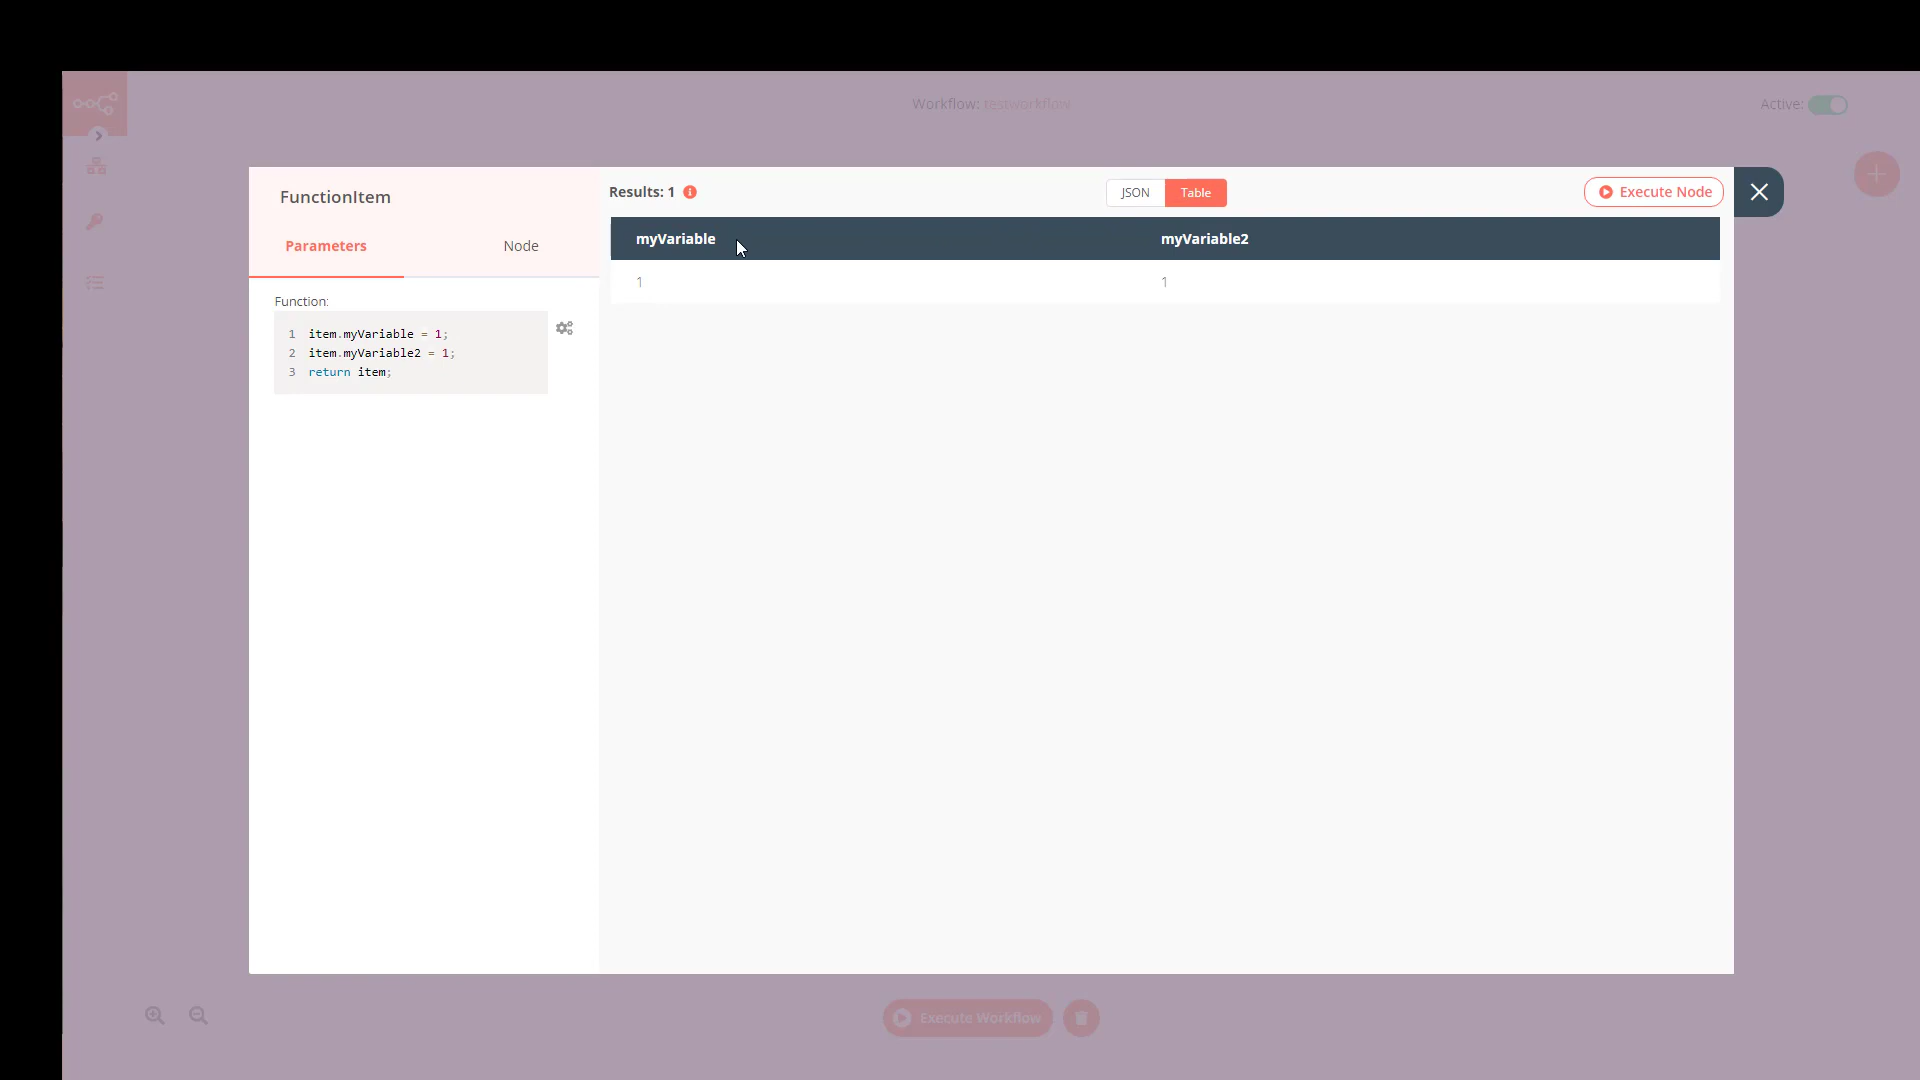 Workflow: testworkflow
Active:
FunctionItem
Parameters
Node
Function:
1 item.myVariable = 1;
2 item.myVariable2 = 1;
3 return item;
Results: 1
JSON
Table
Execute Node
myVariable
myVariable2
1
1
Execute Workflow